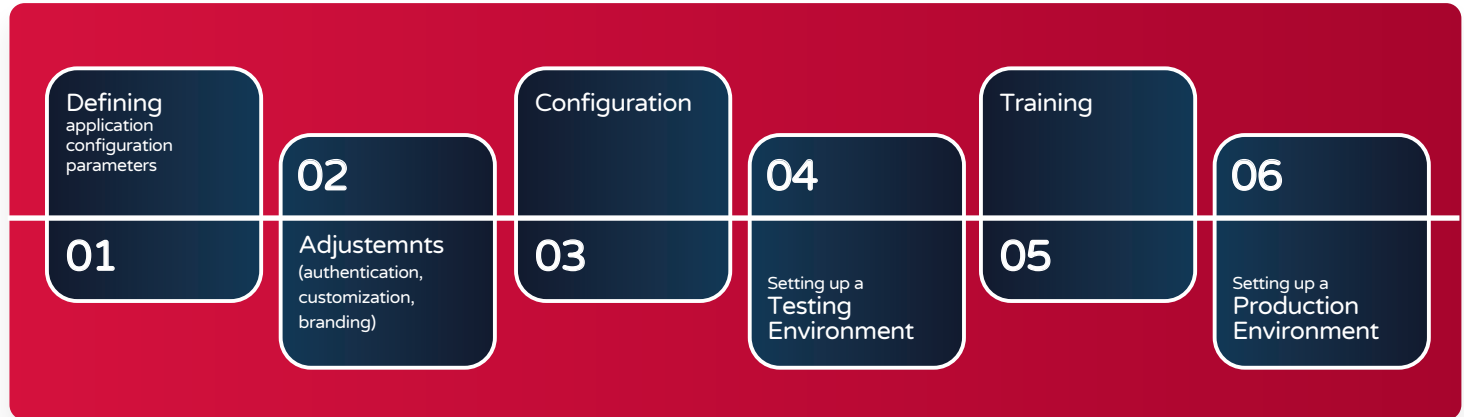 Defining
application
configuration
parameters
01
02
Adjustemnts
(authentication,
customization,
branding)
Configuration
03
04
Setting up a
Testing
Environment
Training
05
06
Setting up a
Production
Environment